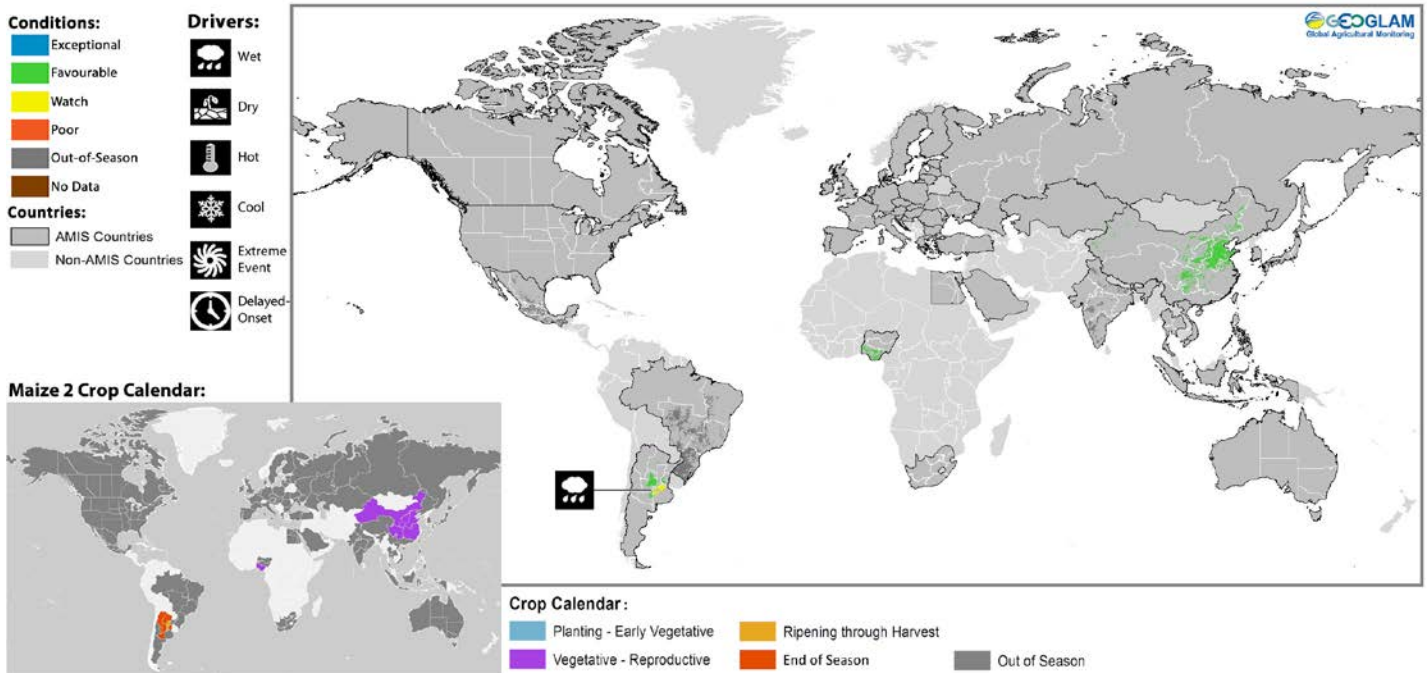 Conditions:
Exceptional
Favourable
Watch
Poor
Out-of-Season
No Data
Countries:
AMIS Countries
Non-AMIS Countries
Drivers:
Wet
Dry
Hot
Cool
Extreme
Event
Delayed-
Onset
GEOGLAM
Global Agricultural Monitoring
Maize 2 Crop Calendar:
Crop Calendar :
Planting - Early Vegetative
Ripening through Harvest
Vegetative - Reproductive
End of Season
Out of Season